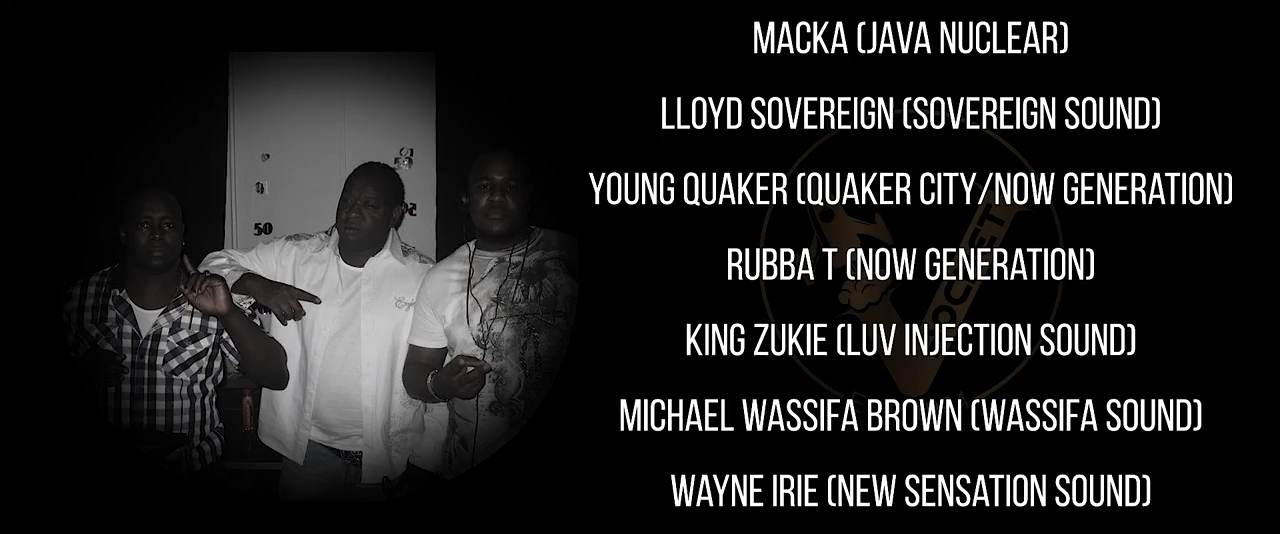 MACKA (JAVA NUCLEAR)
LLOYD SOVEREIGN (SOVEREIGN SOUND)
YOUNG QUAKER (QUAKER CITY/NOW GENERATION)
RUBBA T (NOW GENERATION)
KING ZUKIE (LUV INJECTION SOUND)
MICHAEL WASSIFA BROWN (WASSIFA SOUND)
WAYNE IRIE (NEW SENSATION SOUND)
50